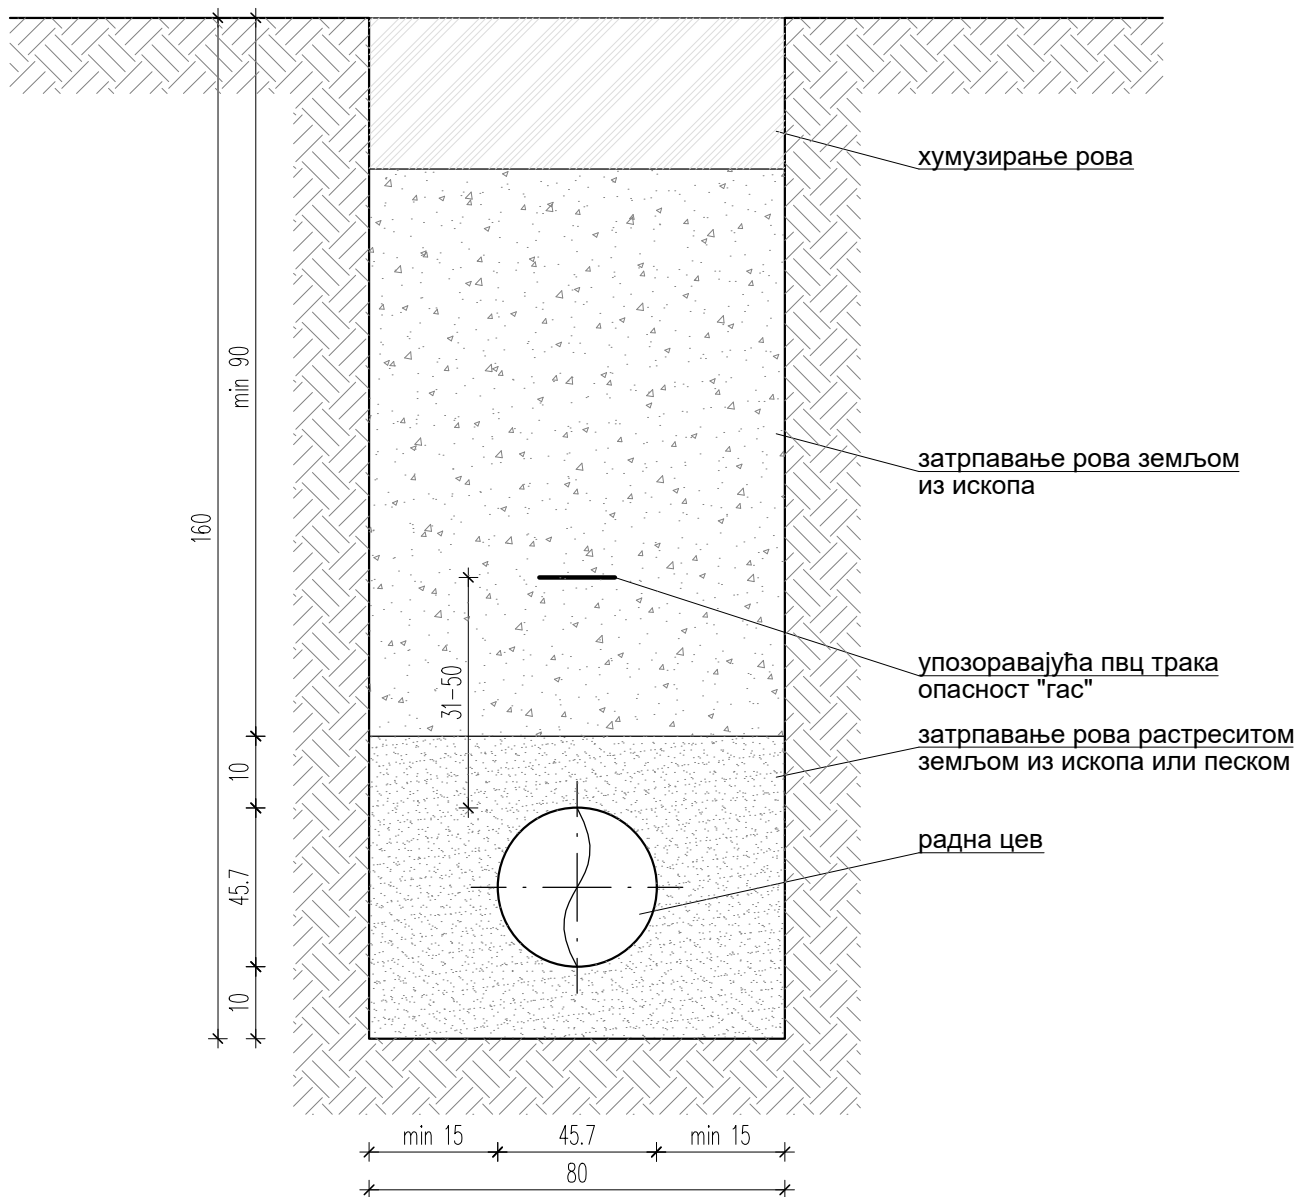 хумузирање рова
min 90
затрпавање рова земљом
из ископа
160
31-50
упозоравајућа пвц трака
опасност "гас"
затрпавање рова растреситом
земљом из ископа или песком
10
радна цев
45.7
10
min 15
45.7
min 15
80